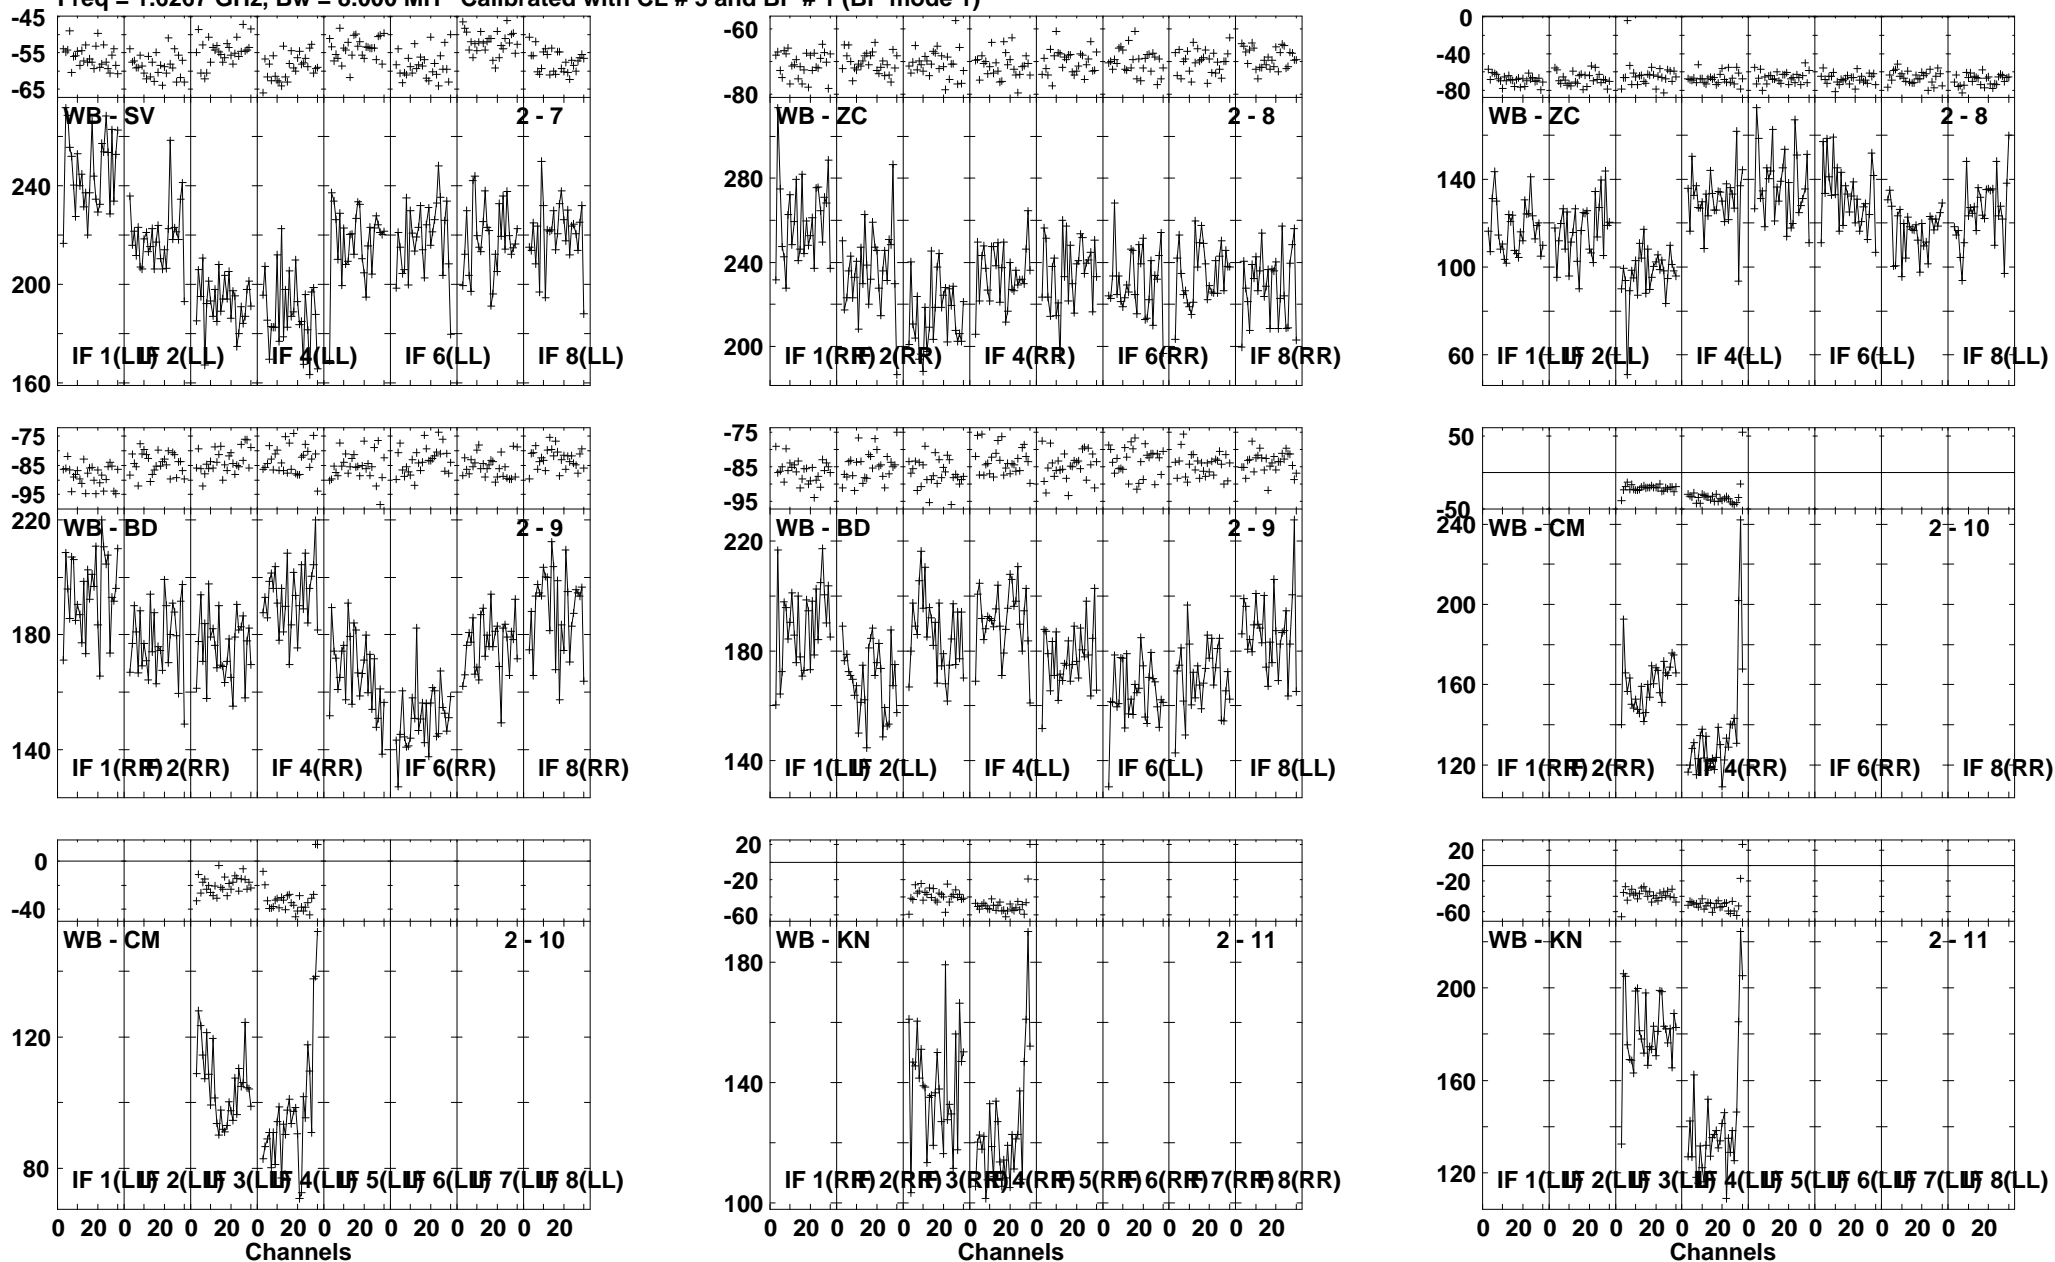 Freq = 1.6267 GHz, Bw = 8.000 MH Calibrated with CL # 3 and BP # 1 (BP mode 1)
-45
-55
-65
WB - SV 2 - 7
240
200
IF 1(LL) IF 2(LL) IF 4(LL) IF 6(LL) IF 8(LL)
160
-60
-80
WB - ZC 2 - 8
280
240
200
IF 1(RR) IF 2(RR) IF 4(RR) IF 6(RR) IF 8(RR)
0
-40
-80
WB - ZC 2 - 8
140
100
60
IF 1(LL) IF 2(LL) IF 4(LL) IF 6(LL) IF 8(LL)
-75
-85
-95
220
WB - BD 2 - 9
180
140
IF 1(RR) IF 2(RR) IF 4(RR) IF 6(RR) IF 8(RR)
-75
-85
-95
WB - BD 2 - 9
220
180
140
IF 1(LL) IF 2(LL) IF 4(LL) IF 6(LL) IF 8(LL)
50
-50
240
WB - CM 2 - 10
200
160
120
IF 1(RR) IF 2(RR) IF 4(RR) IF 6(RR) IF 8(RR)
0
-40
WB - CM 2 - 10
120
80
IF 1(LL) IF 2(LL) IF 3(LL) IF 4(LL) IF 5(LL) IF 6(LL) IF 7(LL) IF 8(LL)
0 20 0 20 0 20 0 20 0 20 0 20 0 20 0 20
Channels
20
-20
-60
WB - KN 2 - 11
180
140
100
IF 1(RR) IF 2(RR) IF 3(RR) IF 4(RR) IF 5(RR) IF 6(RR) IF 7(RR) IF 8(RR)
0 20 0 20 0 20 0 20 0 20 0 20 0 20 0 20
Channels
20
-20
-60
WB - KN 2 - 11
200
160
120
IF 1(LL) IF 2(LL) IF 3(LL) IF 4(LL) IF 5(LL) IF 6(LL) IF 7(LL) IF 8(LL)
0 20 0 20 0 20 0 20 0 20 0 20 0 20 0 20
Channels